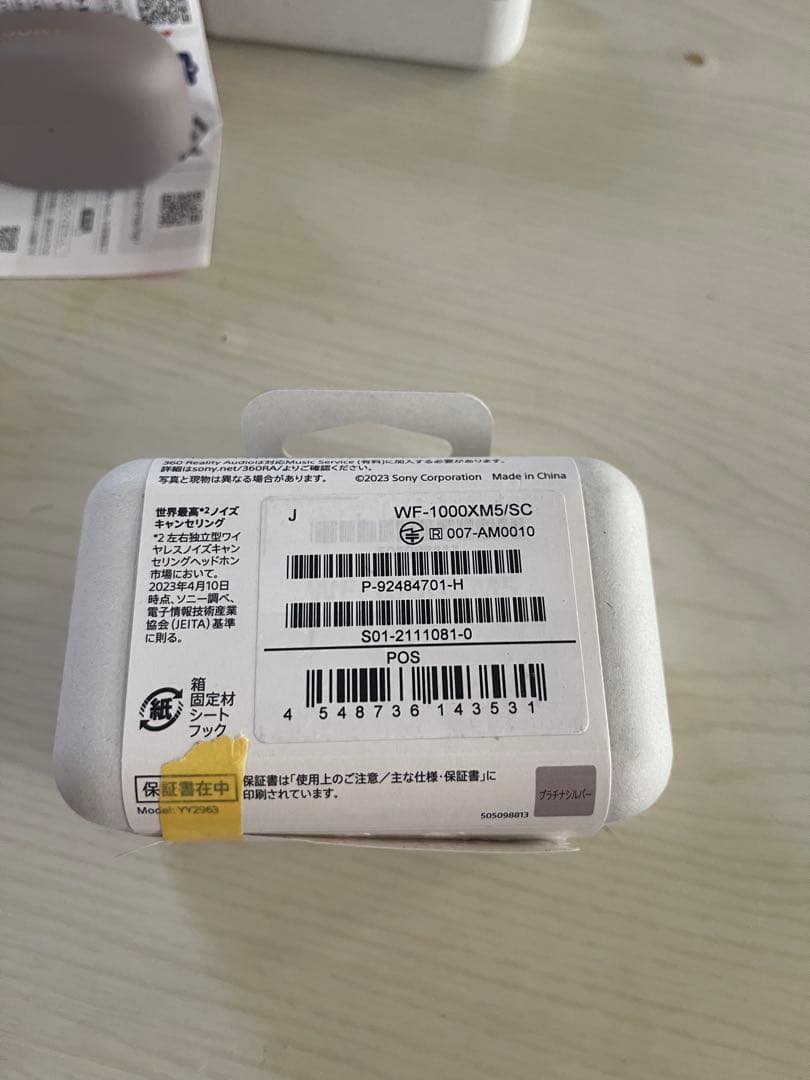 360 Reality Audioは対応Music Service (有料)に加入する必要があります。
詳細はsony.net/360RA/よりご確認ください。
写真と現物は異なる場合があります。 ©2023 Sony Corporation Made in China
世界最高*2ノイズ
キャンセリング
*2 左右独立型ワイ
ヤレスノイズキャン
セリングヘッドホン
市場において。
2023年4月10日
時点、ソニー調べ、
電子情報技術産業
協会(JEITA)基準
に則る。
J WF-1000XM5/SC
R 007-AM0010
P-92484701-H
S01-2111081-0
POS
4 548736 143531
紙
箱
固定材
シート
フック
保証書在中
保証書は「使用上のご注意/主な仕様・保証書」に
印刷されています。
Model: YY2963
505098813
プラチナシルバー